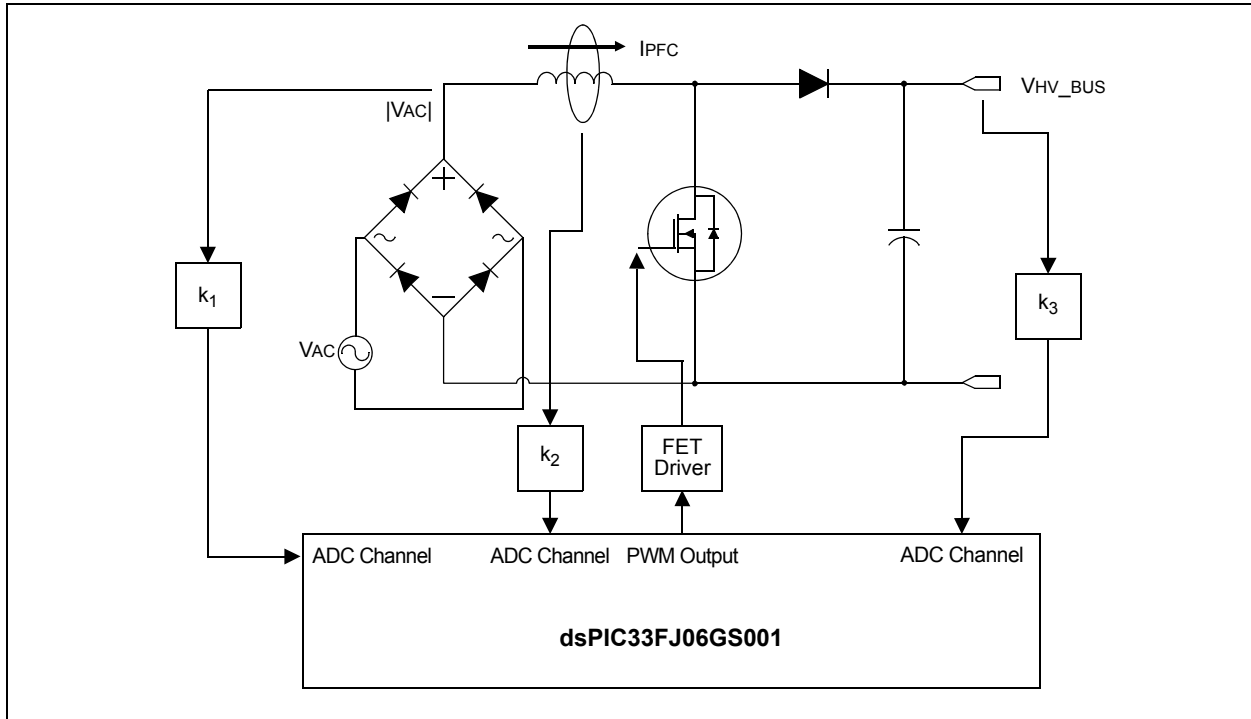 IPFC
VHV_BUS
|VAC|
+
k1
~ ~
−
VAC
k3
k2
FET
Driver
ADC Channel ADC Channel PWM Output ADC Channel
dsPIC33FJ06GS001